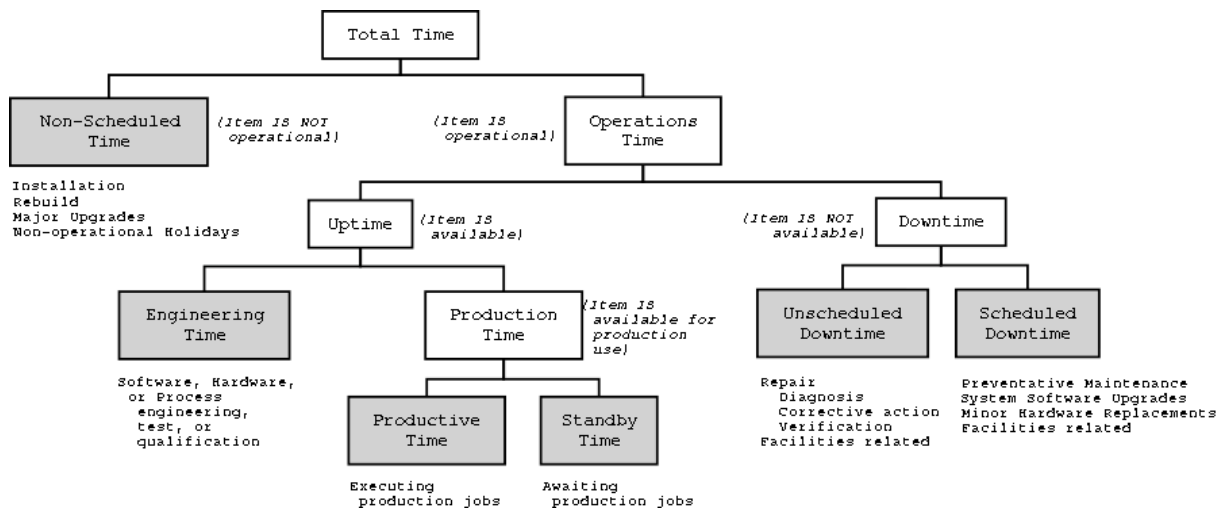 Total Time
Non-Scheduled
Time
(Item IS NOT
operational)
(Item IS
operational)
Operations
Time
Installation
Rebuild
Major Upgrades
Non-operational Holidays
Uptime
(Item IS
available)
(Item IS NOT
available)
Downtime
Engineering
Time
Production
Time
(Item IS
available for
production
use)
Unscheduled
Downtime
Scheduled
Downtime
Software, Hardware,
or Process
engineering,
test, or
qualification
Productive
Time
Standby
Time
Repair
Diagnosis
Corrective action
Verification
Facilities related
Preventative Maintenance
System Software Upgrades
Minor Hardware Replacements
Facilities related
Executing
production jobs
Awaiting
production jobs